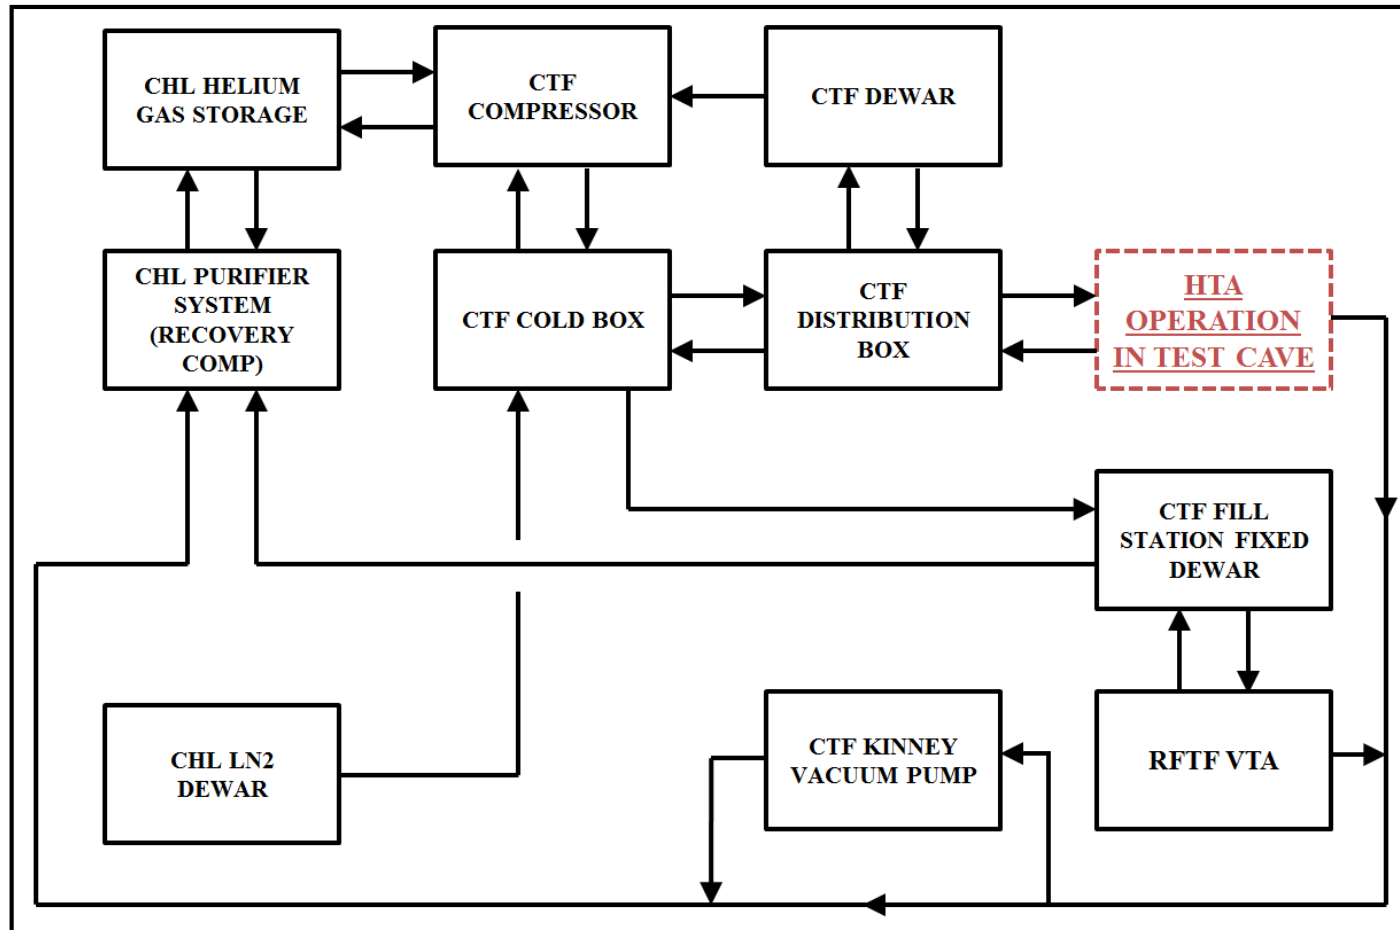 CHL HELIUM
GAS STORAGE
CTF
COMPRESSOR
CTF DEWAR
CHL PURIFIER
SYSTEM
(RECOVERY
COMP)
CTF COLD BOX
CTF
DISTRIBUTION
BOX
HTA
OPERATION
IN TEST CAVE
CTF FILL
STATION FIXED
DEWAR
CHL LN2
DEWAR
CTF KINNEY
VACUUM PUMP
RFTF VTA